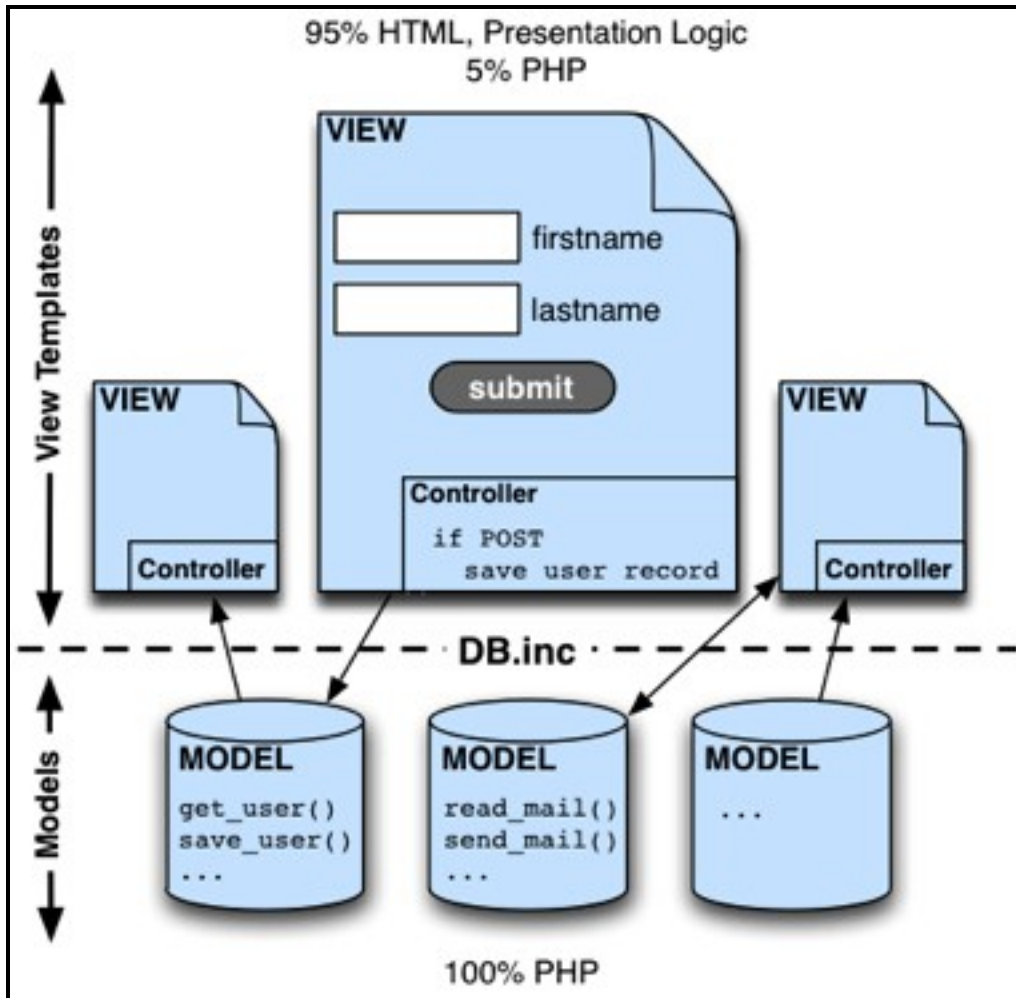 95% HTML, Presentation Logic
5% PHP
View Templates
VIEW
firstname
lastname
submit
Controller
if POST
save user record
VIEW
Controller
VIEW
Controller
DB.inc
Models
MODEL
get_user()
save_user()
...
MODEL
read_mail()
send_mail()
...
MODEL
...
100% PHP